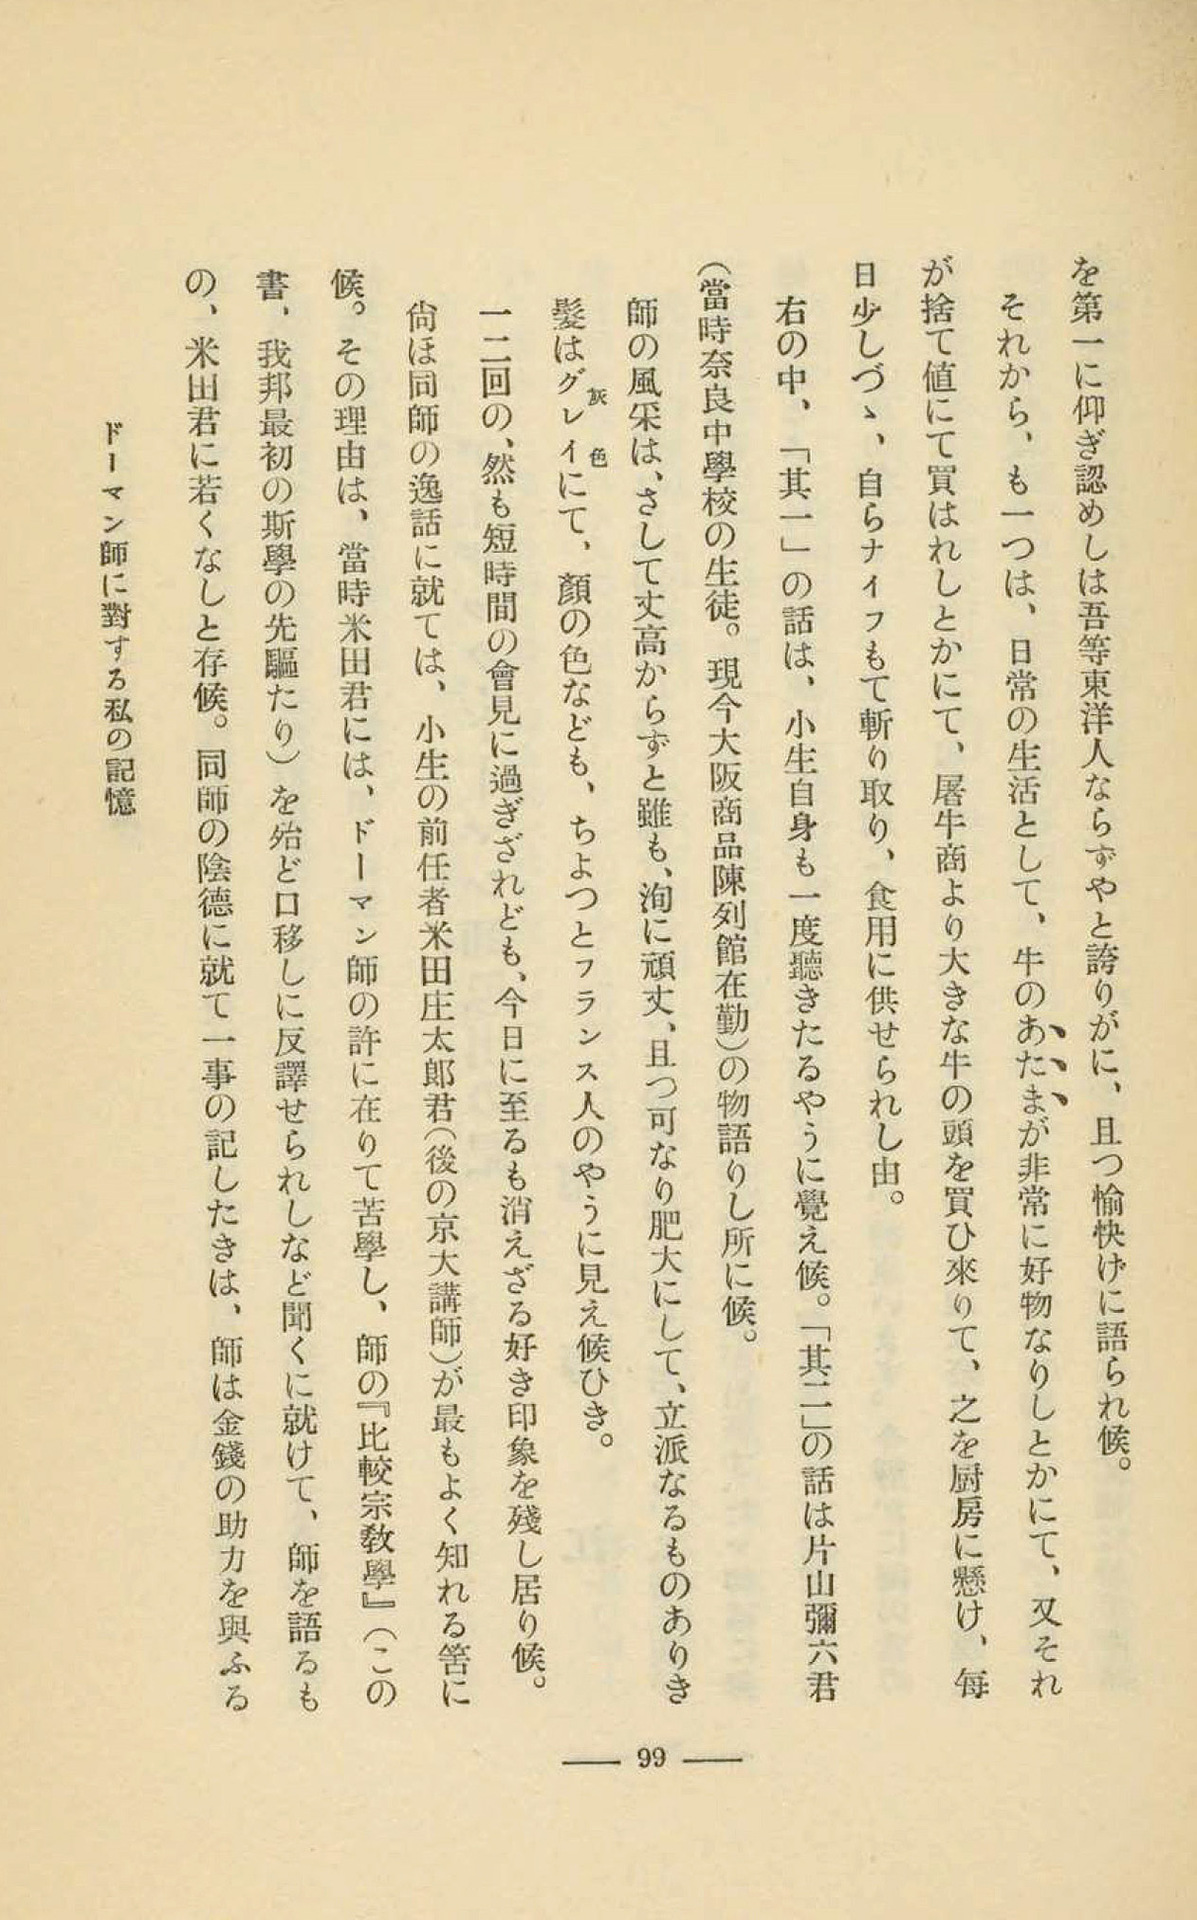 を第一に仰ぎ認めしは吾等東洋人ならずやと誇りがに、且つ愉快げに語られ候。
それから、も一つは、日常の生活として、牛のあたまが非常に好物なりしとかにて、又それ
が捨て値にて買はれしとかにて、屠牛商より大きな牛の頭を買ひ來りて、之を厨房に懸け、每
日少しづゝ、自らナイフもて斬り取り、食用に供せられし由。
右の中、「其一」の話は、小生自身も一度聽きたるやうに覺え候。「其二」の話は片山彌六君
(當時奈良中學校の生徒。現今大阪商品陳列館在勤)の物語りし所に候。
師の風采は、さして丈高からずと雖も、洵に頑丈、且つ可なり肥大にして、立派なるものありき
髮はグレイ灰色にて、顏の色なども、ちよつとフランス人のやうに見え候ひき。
一二回の、然も短時間の會見に過ぎざれども、今日に至るも消えざる好き印象を殘し居り候。
尙ほ同師の逸話に就ては、小生の前任者米田庄太郎君(後の京大講師)が最もよく知れる筈に
候。その理由は、當時米田君には、ドーマン師の許に在りて苦學し、師の『比較宗敎學』(この
書、我邦最初の斯學の先驅たり)を殆ど口移しに反譯せられしなど聞くに就けて、師を語るも
の、米田君に若くなしと存候。同師の陰德に就て一事の記したきは、師は金錢の助力を與ふる
ドーマン師に對する私の記憶
— 99 —